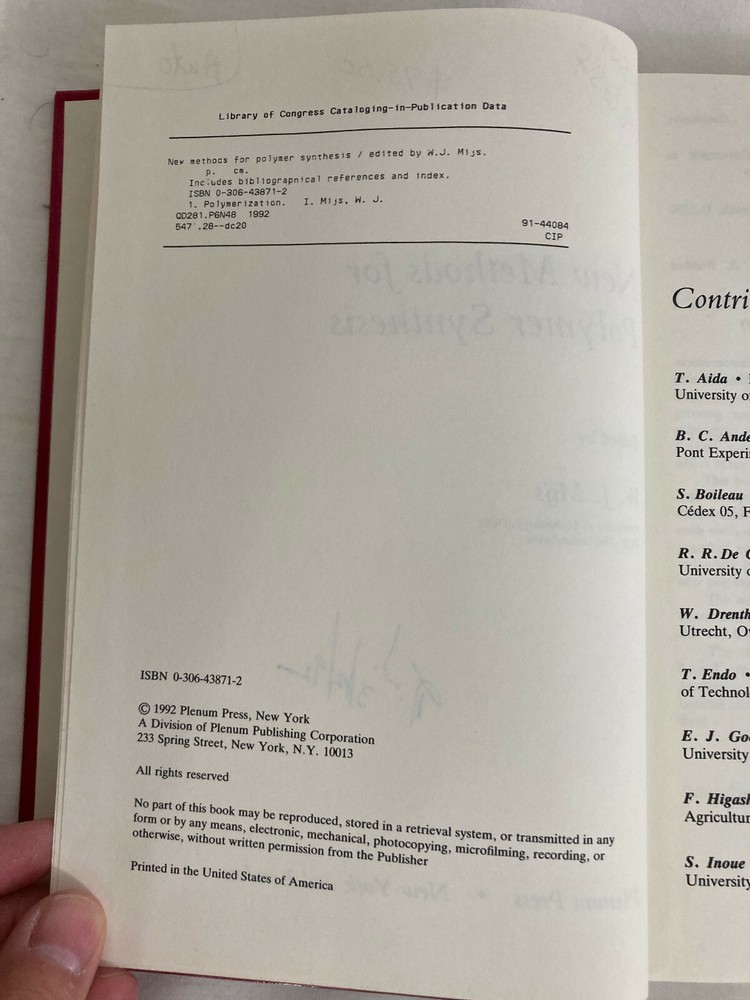 Library of Congress Cataloging-in-Publication Data
New methods for polymer synthesis / edited by W.J. Mijs.
p. cm.
Includes bibliographical references and index.
ISBN 0-306-43871-2
1. Polymerization. I. Mijs, W. J.
QD281.P6N48 1992
547'.28--dc20
91-44084
CIP
ISBN 0-306-43871-2
© 1992 Plenum Press, New York
A Division of Plenum Publishing Corporation
233 Spring Street, New York, N.Y. 10013
All rights reserved
No part of this book may be reproduced, stored in a retrieval system, or transmitted in any
form or by any means, electronic, mechanical, photocopying, microfilming, recording, or
otherwise, without written permission from the Publisher
Printed in the United States of America
Contri
T. Aida •
University o
B. C. Ande
Pont Experi
S. Boileau
Cédex 05, F
R. R. De
University
W. Drenth
Utrecht, O
T. Endo •
of Technol
E. J. Go
University
F. Higash
Agricultur
S. Inoue
University